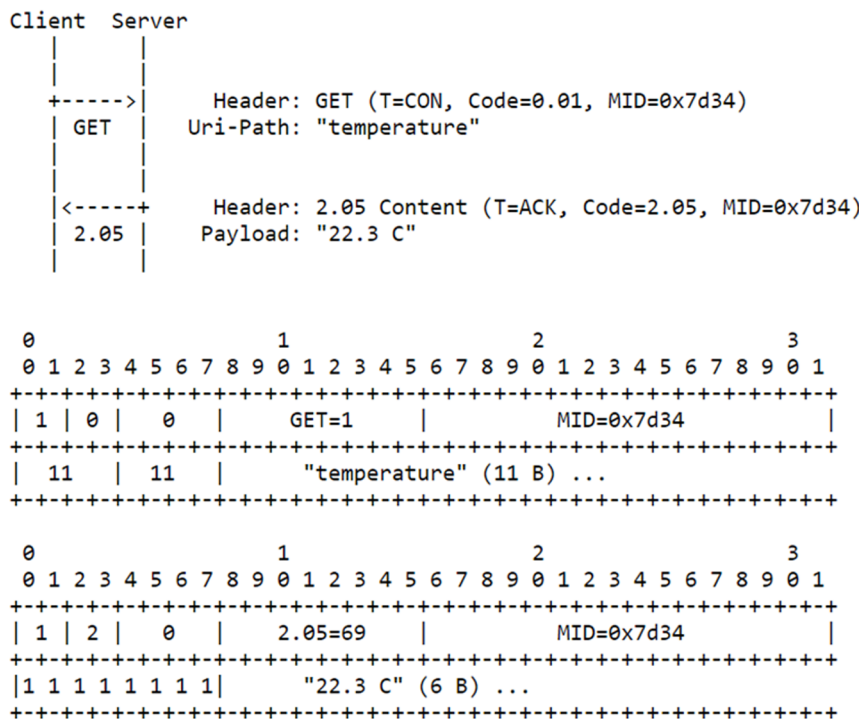 Client  Server
   |      |
   |      |
   +----->|     Header: GET (T=CON, Code=0.01, MID=0x7d34)
   | GET  |   Uri-Path: "temperature"
   |      |
   |      |
   |<-----+     Header: 2.05 Content (T=ACK, Code=2.05, MID=0x7d34)
   | 2.05 |    Payload: "22.3 C"
   |      |
 0                   1                   2                   3
 0 1 2 3 4 5 6 7 8 9 0 1 2 3 4 5 6 7 8 9 0 1 2 3 4 5 6 7 8 9 0 1
+-+-+-+-+-+-+-+-+-+-+-+-+-+-+-+-+-+-+-+-+-+-+-+-+-+-+-+-+-+-+-+-+
| 1 | 0 |   0   |     GET=1     |          MID=0x7d34           |
+-+-+-+-+-+-+-+-+-+-+-+-+-+-+-+-+-+-+-+-+-+-+-+-+-+-+-+-+-+-+-+-+
|  11   |  11   |      "temperature" (11 B) ...
+-+-+-+-+-+-+-+-+-+-+-+-+-+-+-+-+-+-+-+-+-+-+-+-+-+-+-+-+-+-+-+-+
 0                   1                   2                   3
 0 1 2 3 4 5 6 7 8 9 0 1 2 3 4 5 6 7 8 9 0 1 2 3 4 5 6 7 8 9 0 1
+-+-+-+-+-+-+-+-+-+-+-+-+-+-+-+-+-+-+-+-+-+-+-+-+-+-+-+-+-+-+-+-+
| 1 | 2 |   0   |    2.05=69    |          MID=0x7d34           |
+-+-+-+-+-+-+-+-+-+-+-+-+-+-+-+-+-+-+-+-+-+-+-+-+-+-+-+-+-+-+-+-+
|1 1 1 1 1 1 1 1|      "22.3 C" (6 B) ...
+-+-+-+-+-+-+-+-+-+-+-+-+-+-+-+-+-+-+-+-+-+-+-+-+-+-+-+-+-+-+-+-+